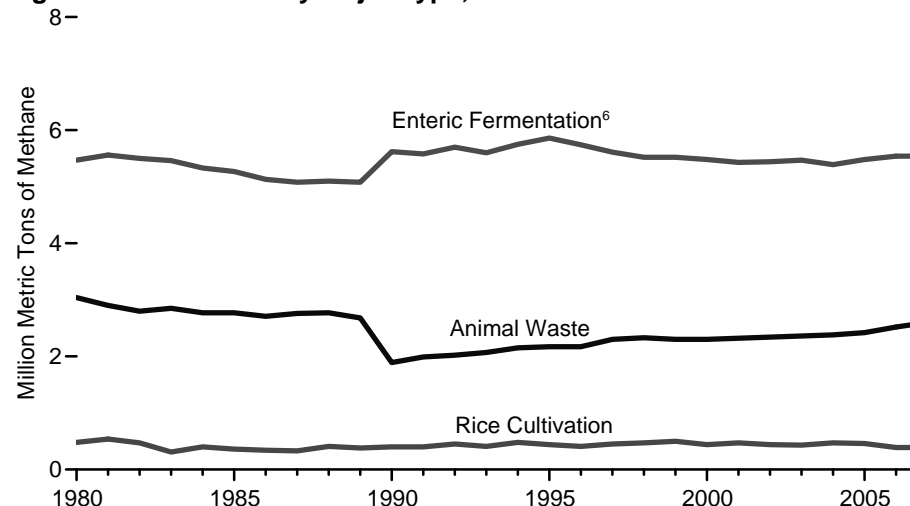 8
Million Metric Tons of Methane
Enteric Fermentation⁶
6
4
Animal Waste
2
Rice Cultivation
0
1980 1985 1990 1995 2000 2005